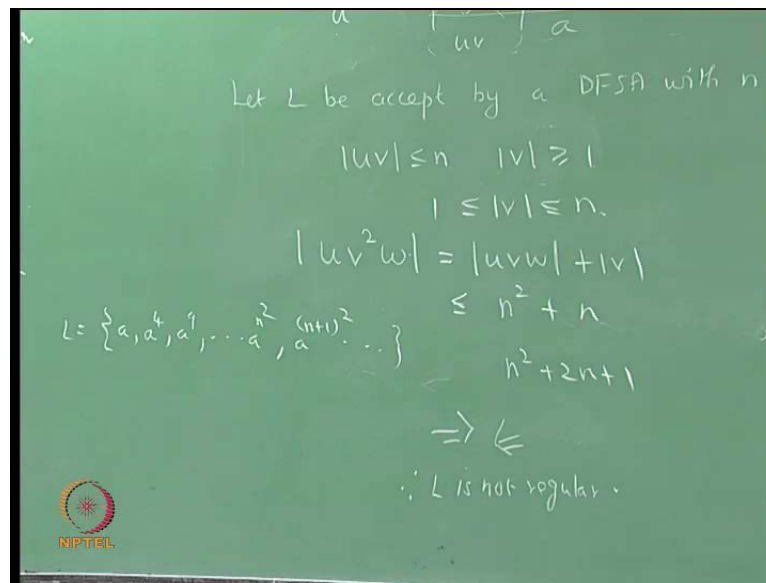 uv a
Let L be accept by a DFSA with n
|uv| ≤ n |v| ≥ 1
1 ≤ |v| ≤ n.
|uv²w| = |uvw| + |v|
≤ n² + n
L = {a, a⁴, a⁹, ... a^n², a^(n+1)² ...}
n² + 2n + 1
⇒⇐
∴ L is not regular.
NPTEL